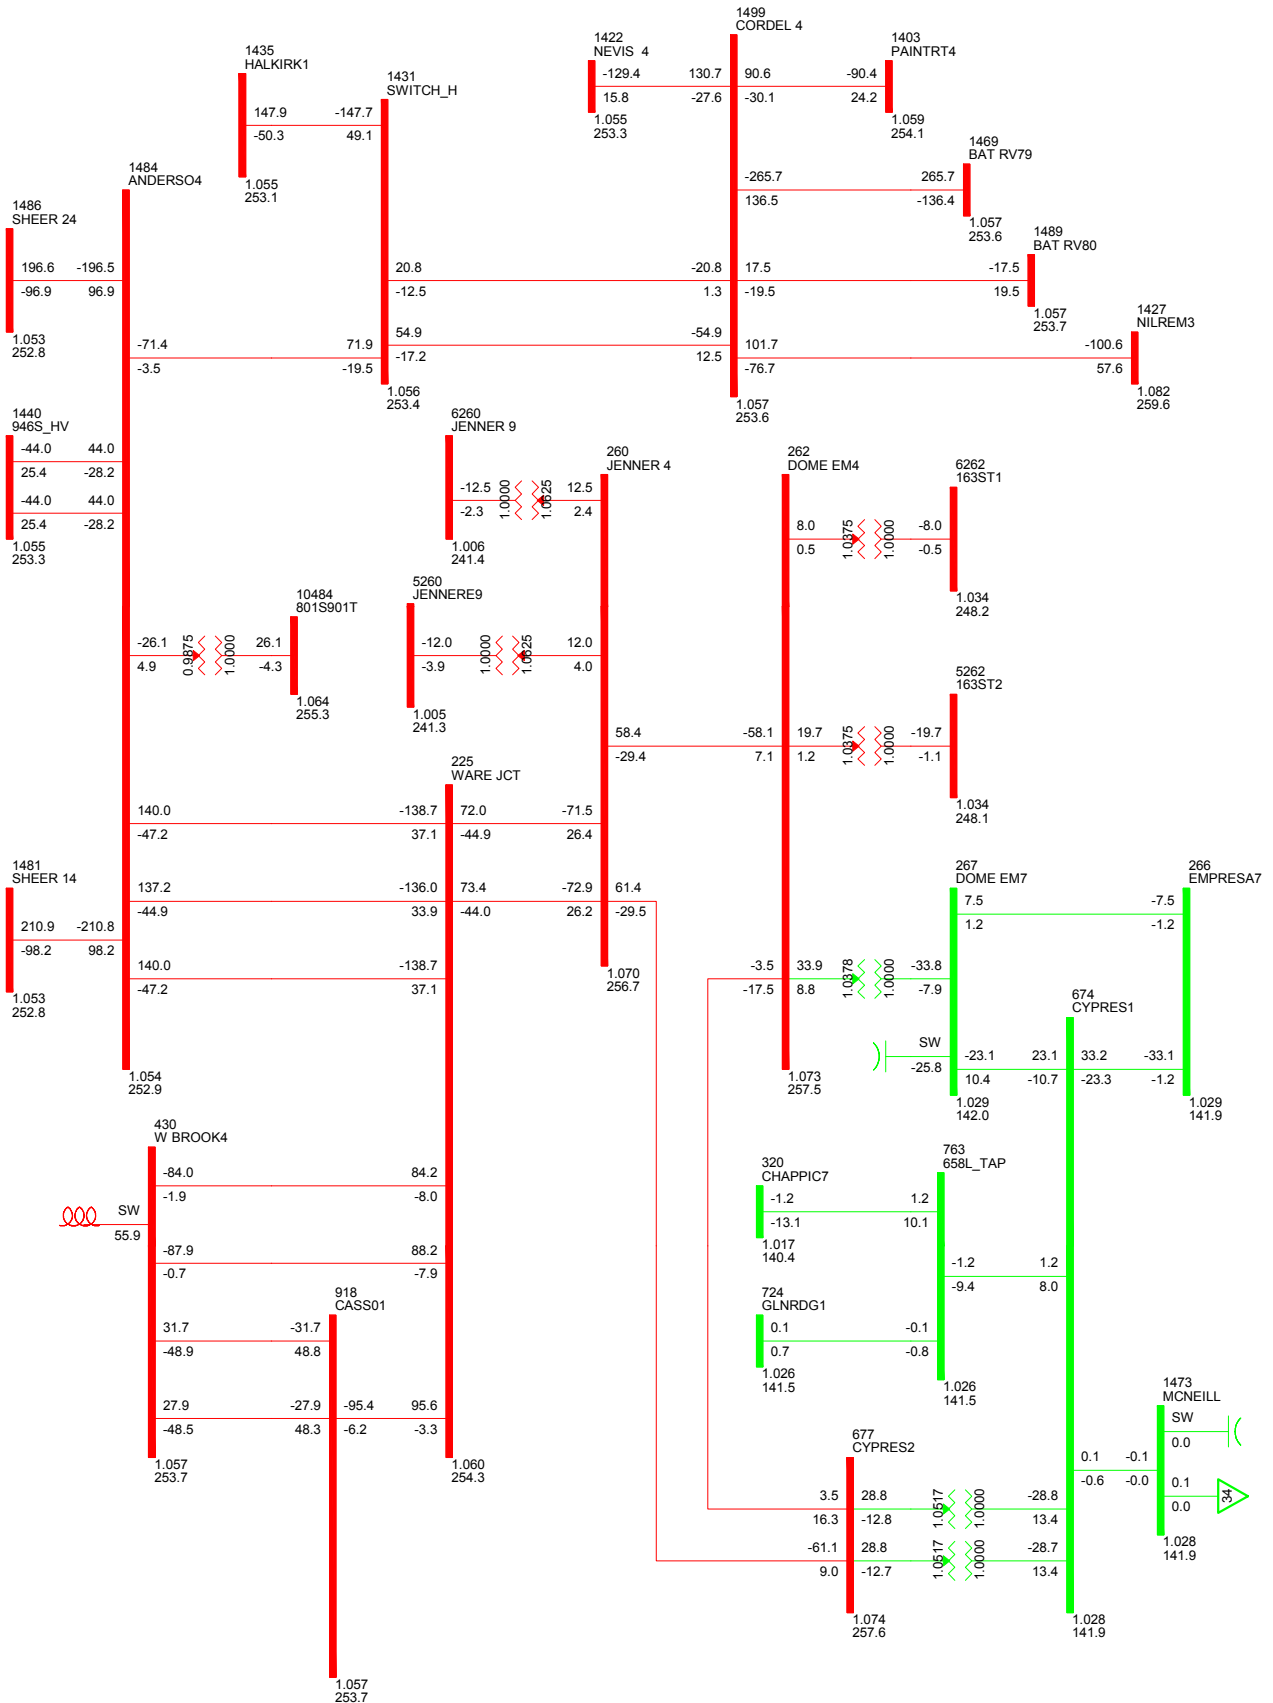 1499
CORDEL 4
1422
NEVIS 4
1403
PAINTRT4
1435
HALKIRK1
1431
SWITCH_H
-129.4 130.7 90.6 -90.4
15.8 -27.6 -30.1 24.2
1.055
253.3
1.059
254.1
147.9 -147.7
-50.3 49.1
1.055
253.1
1469
BAT RV79
-265.7 265.7
136.5 -136.4
1.057
253.6
1484
ANDERSO4
1486
SHEER 24
196.6 -196.5
-96.9 96.9
1.053
252.8
1489
BAT RV80
20.8 -20.8 17.5 -17.5
-12.5 1.3 -19.5 19.5
1.057
253.7
1427
NILREM3
-71.4 71.9
-3.5 -19.5
54.9 -54.9 101.7 -100.6
-17.2 12.5 -76.7 57.6
1.056
253.4
1.057
253.6
1.082
259.6
1440
946S_HV
-44.0 44.0
25.4 -28.2
-44.0 44.0
25.4 -28.2
1.055
253.3
6260
JENNER 9
260
JENNER 4
262
DOME EM4
6262
163ST1
-12.5 1.0000 1.0625 12.5
-2.3 2.4
1.006
241.4
8.0 1.0375 1.0000 -8.0
0.5 -0.5
1.034
248.2
10484
801S901T
5260
JENNERE9
-26.1 0.9875 1.0000 26.1
4.9 -4.3
1.064
255.3
-12.0 1.0000 1.0625 12.0
-3.9 4.0
1.005
241.3
5262
163ST2
58.4 -58.1 19.7 1.0375 1.0000 -19.7
-29.4 7.1 1.2 -1.1
1.034
248.1
225
WARE JCT
140.0 -138.7 72.0 -71.5
-47.2 37.1 -44.9 26.4
1481
SHEER 14
137.2 -136.0 73.4 -72.9 61.4
-44.9 33.9 -44.0 26.2 -29.5
210.9 -210.8
-98.2 98.2
1.053
252.8
140.0 -138.7
-47.2 37.1
1.070
256.7
267
DOME EM7
266
EMPRESA7
7.5 -7.5
1.2 -1.2
-3.5 33.9 1.0378 1.0000 -33.8
-17.5 8.8 -7.9
674
CYPRES1
SW
-25.8
-23.1 23.1 33.2 -33.1
10.4 -10.7 -23.3 -1.2
1.054
252.9
1.073
257.5
1.029
142.0
1.029
141.9
430
W BROOK4
-84.0 84.2
-1.9 -8.0
SW
55.9
-87.9 88.2
-0.7 -7.9
320
CHAPPIC7
763
658L_TAP
-1.2 1.2
-13.1 10.1
1.017
140.4
-1.2 1.2
-9.4 8.0
724
GLNRDG1
0.1 -0.1
0.7 -0.8
1.026
141.5
1.026
141.5
918
CASS01
31.7 -31.7
-48.9 48.8
27.9 -27.9 -95.4 95.6
-48.5 48.3 -6.2 -3.3
1.057
253.7
1.060
254.3
1473
MCNEILL
SW
0.0
0.1 -0.1
-0.6 -0.0
0.1
0.0
34
1.028
141.9
677
CYPRES2
3.5 28.8 1.0517 1.0000 -28.8
16.3 -12.8 13.4
-61.1 28.8 1.0517 1.0000 -28.7
9.0 -12.7 13.4
1.074
257.6
1.028
141.9
1.057
253.7